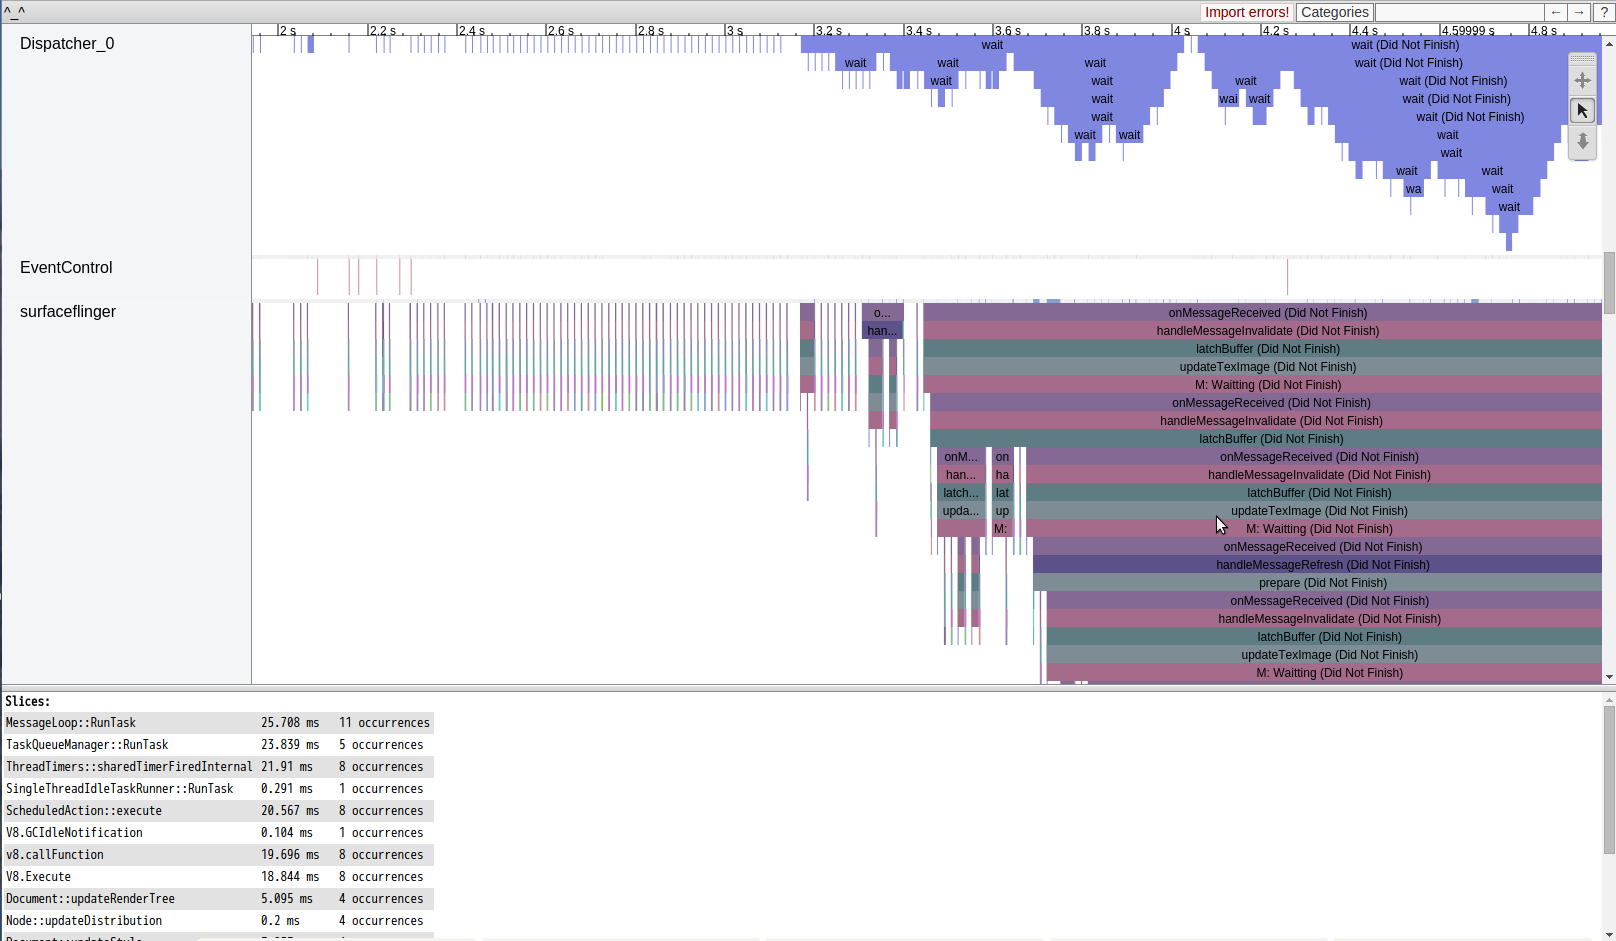 ^_^ Import errors! Categories ← → ?
2 s 2.2 s 2.4 s 2.6 s 2.8 s 3 s 3.2 s 3.4 s 3.6 s 3.8 s 4 s 4.2 s 4.4 s 4.59999 s 4.8 s
Dispatcher_0 wait wait (Did Not Finish)
wait wait wait wait (Did Not Finish)
wait wait wait wait (Did Not Finish)
wait wai wait wait (Did Not Finish)
wait wait (Did Not Finish)
wait wait wait
wait
wait wait
wa wait
wait
EventControl
surfaceflinger
o... onMessageReceived (Did Not Finish)
han... handleMessageInvalidate (Did Not Finish)
latchBuffer (Did Not Finish)
updateTexImage (Did Not Finish)
M: Waitting (Did Not Finish)
onMessageReceived (Did Not Finish)
handleMessageInvalidate (Did Not Finish)
latchBuffer (Did Not Finish)
onM... on onMessageReceived (Did Not Finish)
han... ha handleMessageInvalidate (Did Not Finish)
latch... lat latchBuffer (Did Not Finish)
upda... up updateTexImage (Did Not Finish)
M: M: Waitting (Did Not Finish)
onMessageReceived (Did Not Finish)
handleMessageRefresh (Did Not Finish)
prepare (Did Not Finish)
onMessageReceived (Did Not Finish)
handleMessageInvalidate (Did Not Finish)
latchBuffer (Did Not Finish)
updateTexImage (Did Not Finish)
M: Waitting (Did Not Finish)
Slices:
MessageLoop::RunTask 25.708 ms 11 occurrences
TaskQueueManager::RunTask 23.839 ms 5 occurrences
ThreadTimers::sharedTimerFiredInternal 21.91 ms 8 occurrences
SingleThreadIdleTaskRunner::RunTask 0.291 ms 1 occurrences
ScheduledAction::execute 20.567 ms 8 occurrences
V8.GCIdleNotification 0.104 ms 1 occurrences
v8.callFunction 19.696 ms 8 occurrences
V8.Execute 18.844 ms 8 occurrences
Document::updateRenderTree 5.095 ms 4 occurrences
Node::updateDistribution 0.2 ms 4 occurrences